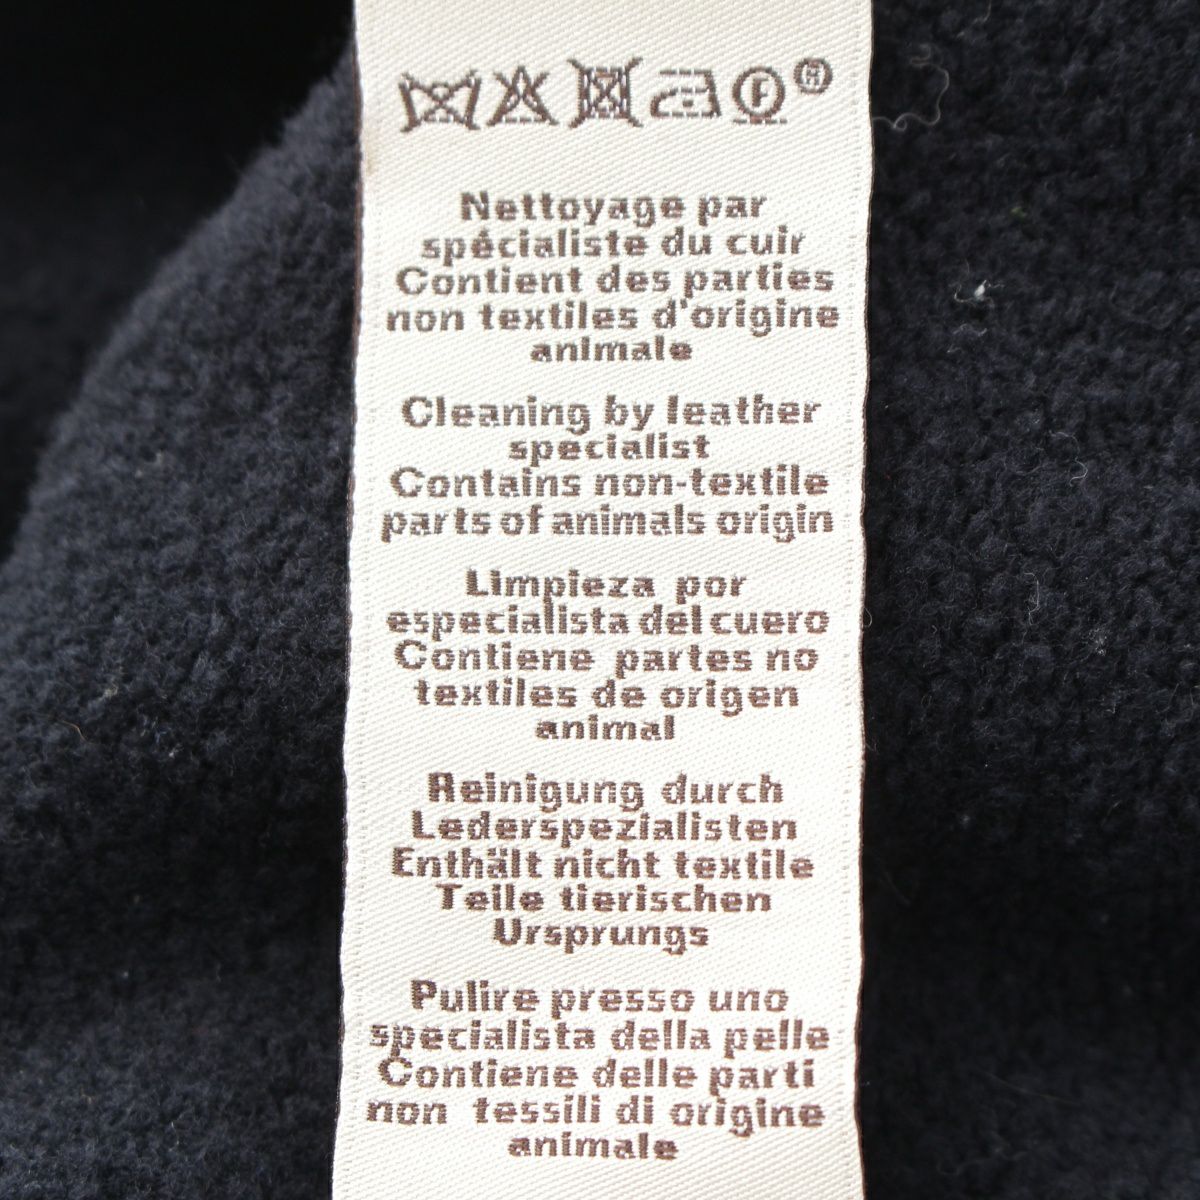 F H
Nettoyage par
spécialiste du cuir
Contient des parties
non textiles d'origine
animale
Cleaning by leather
specialist
Contains non-textile
parts of animals origin
Limpieza por
especialista del cuero
Contiene partes no
textiles de origen
animal
Reinigung durch
Lederspezialisten
Enthält nicht textile
Teile tierischen
Ursprungs
Pulire presso uno
specialista della pelle
Contiene delle parti
non tessili di origine
animale